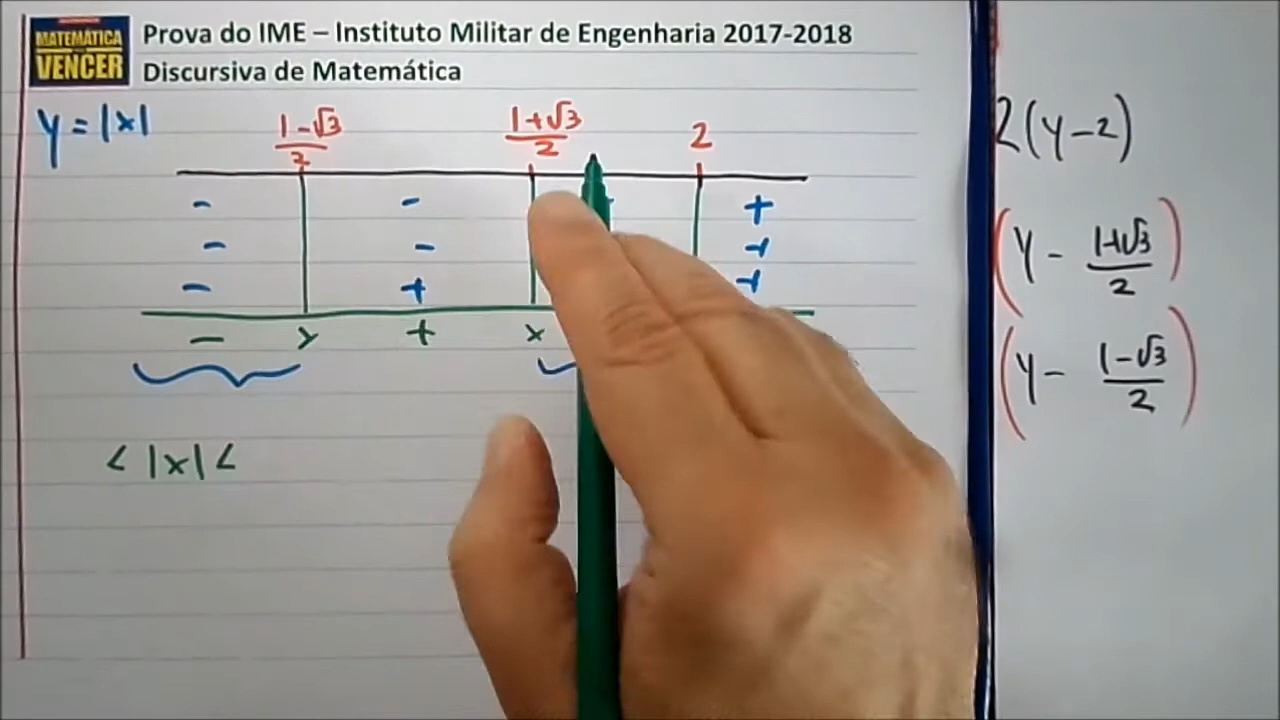 MATEMÁTICA
VENCER
Prova do IME – Instituto Militar de Engenharia 2017-2018
Discursiva de Matemática
y = |x|
1-√3
2
1+√3
2
2
- - +
- - +
- + +
- x + x
< |x| <
2(y-2)
(y - 1+√3
2)
(y - 1-√3
2)